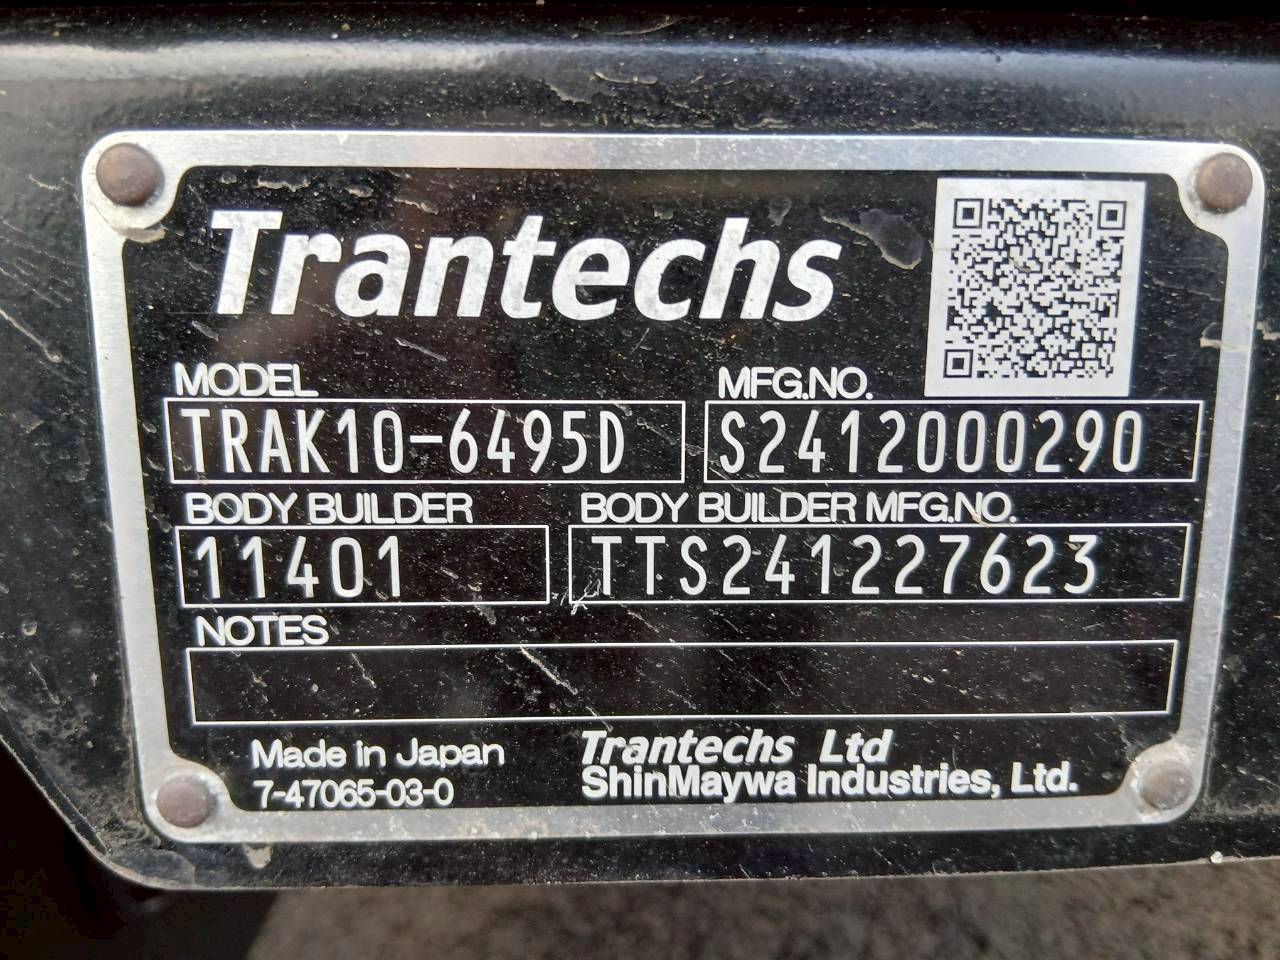 Trantechs
MODEL MFG.NO.
TRAK10-6495D S2412000290
BODY BUILDER BODY BUILDER MFG.NO.
11401 TTS241227623
NOTES
Made in Japan Trantechs Ltd
7-47065-03-0 ShinMaywa Industries, Ltd.